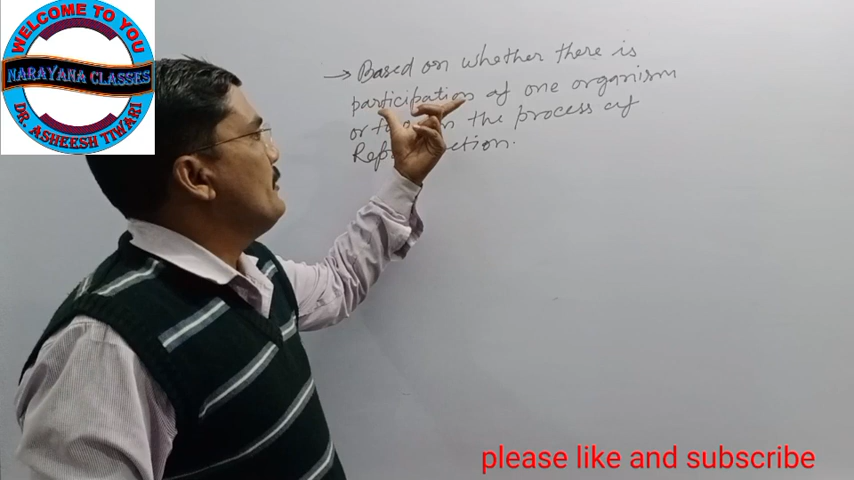 WELCOME TO YOU
NARAYANA CLASSES
DR. ASHEESH TIWARI
→ Based on whether there is
participation of one organism
or in the process of
please like and subscribe